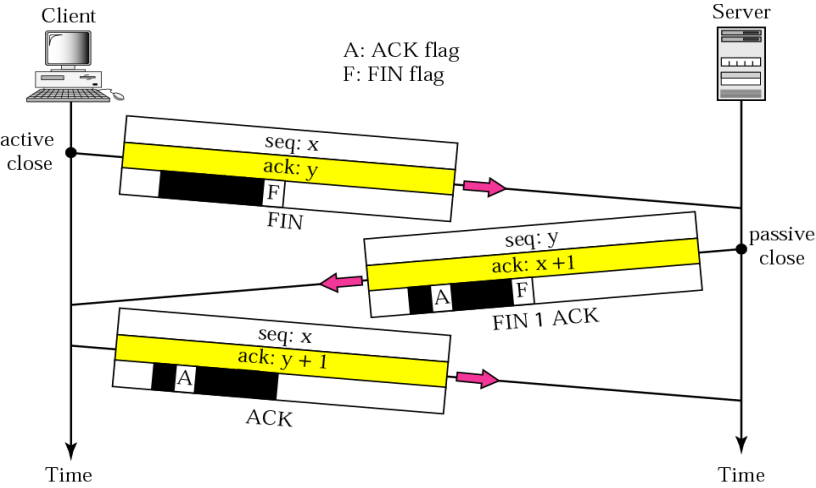 Client
Server
A: ACK flag
F: FIN flag
active
close
seq: x
ack: y
F
FIN
passive
close
seq: y
ack: x +1
A
F
FIN 1 ACK
seq: x
ack: y + 1
A
ACK
Time
Time